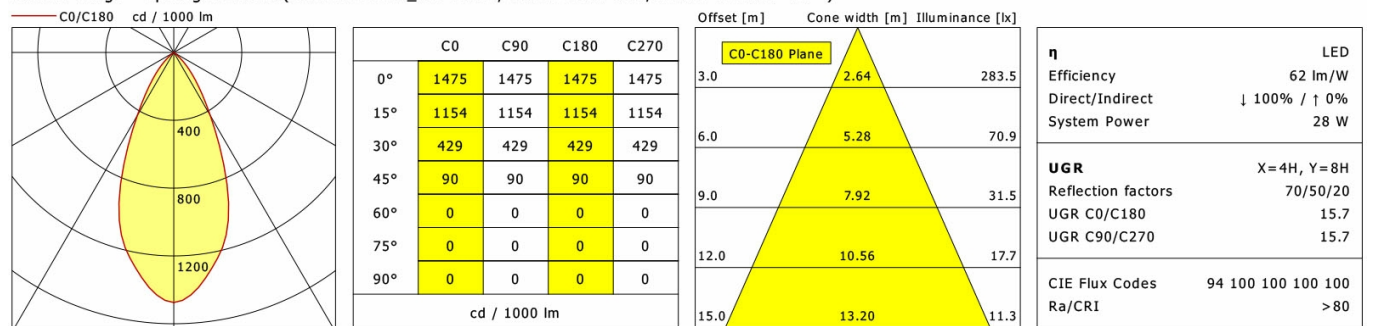 C0/C180 cd / 1000 lm
400
800
1200
C0 C90 C180 C270
0° 1475 1475 1475 1475
15° 1154 1154 1154 1154
30° 429 429 429 429
45° 90 90 90 90
60° 0 0 0 0
75° 0 0 0 0
90° 0 0 0 0
cd / 1000 lm
Offset [m] Cone width [m] Illuminance [lx]
C0-C180 Plane
3.0 2.64 283.5
6.0 5.28 70.9
9.0 7.92 31.5
12.0 10.56 17.7
15.0 13.20 11.3
η LED
Efficiency 62 lm/W
Direct/Indirect ↓ 100% / ↑ 0%
System Power 28 W
UGR X=4H, Y=8H
Reflection factors 70/50/20
UGR C0/C180 15.7
UGR C90/C270 15.7
CIE Flux Codes 94 100 100 100 100
Ra/CRI >80